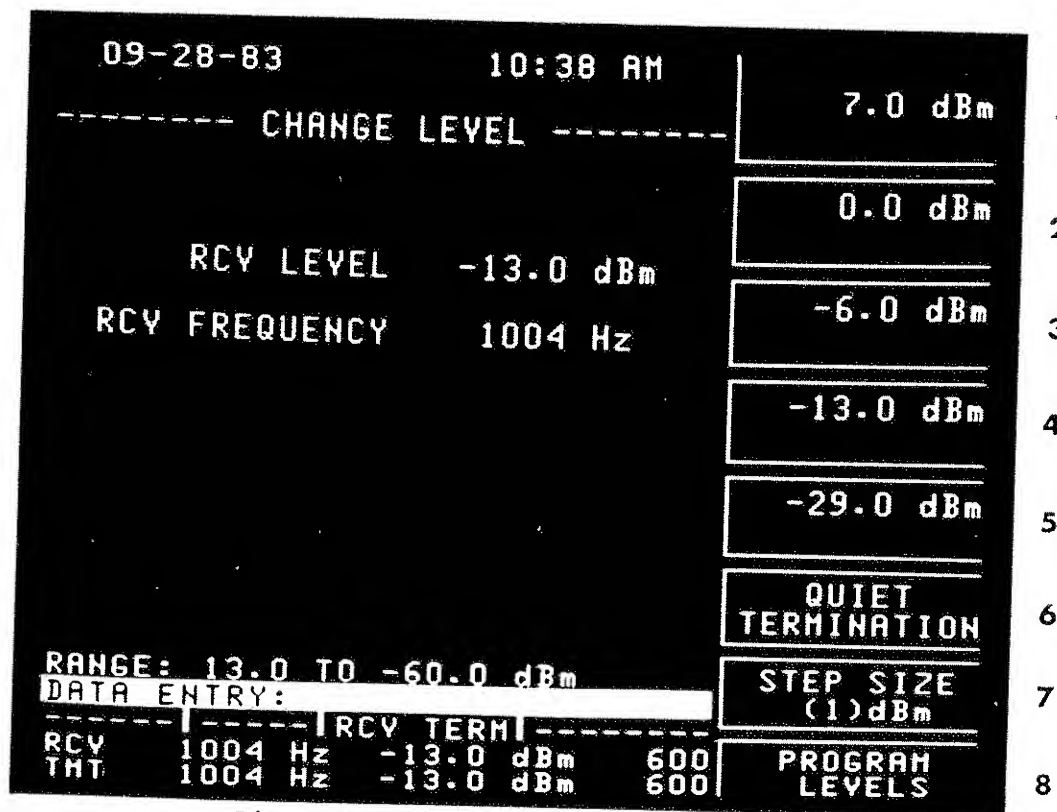 09-28-83 10:38 AM
-------- CHANGE LEVEL --------
RCV LEVEL -13.0 dBm
RCV FREQUENCY 1004 Hz
RANGE: 13.0 TO -60.0 dBm
DATA ENTRY:
RCV TERM
RCV 1004 Hz -13.0 dBm 600
TMT 1004 Hz -13.0 dBm 600
7.0 dBm
0.0 dBm
2
-6.0 dBm
3
-13.0 dBm
4
-29.0 dBm
5
QUIET
TERMINATION
6
STEP SIZE
(1)dBm
7
PROGRAM
LEVELS
8